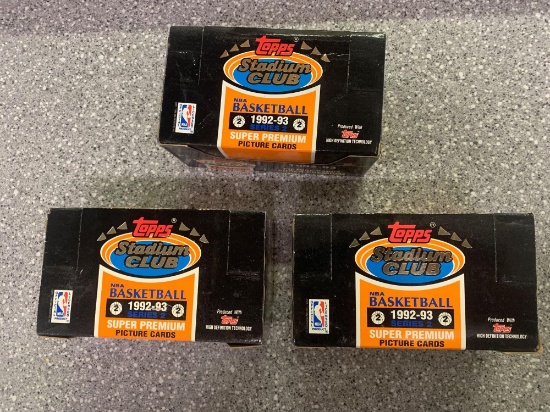 Topps®
Stadium
CLUB
NBA
BASKETBALL
2 1992-93 2
SERIES 2
SUPER PREMIUM
PICTURE CARDS
Produced With
Topps
HIGH DEFINITION TECHNOLOGY
Topps®
Stadium
CLUB
NBA
BASKETBALL
2 1992-93 2
SERIES 2
SUPER PREMIUM
PICTURE CARDS
Produced With
Topps
HIGH DEFINITION TECHNOLOGY
Topps®
Stadium
CLUB
NBA
BASKETBALL
2 1992-93 2
SERIES 2
SUPER PREMIUM
PICTURE CARDS
Produced With
Topps
HIGH DEFINITION TECHNOLOGY